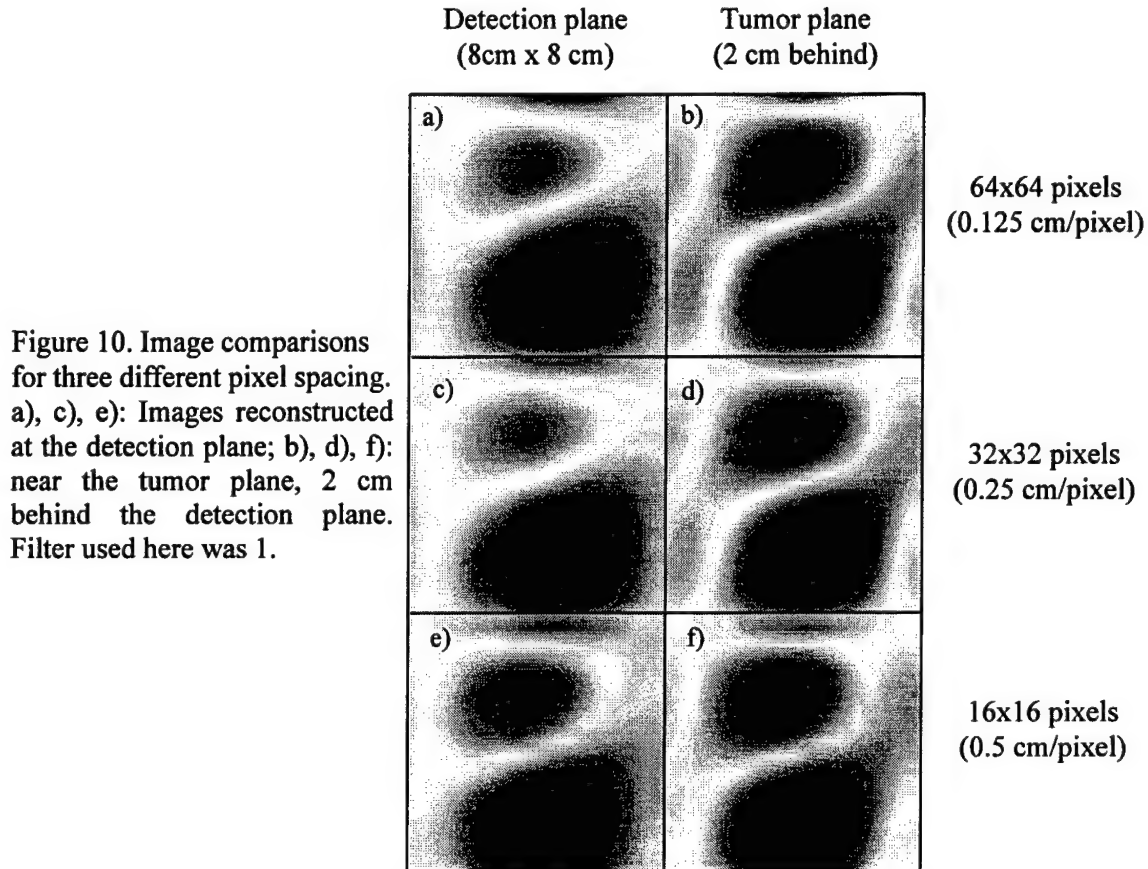 Detection plane
(8cm x 8 cm)
Tumor plane
(2 cm behind)
a)
b)
64x64 pixels
(0.125 cm/pixel)
Figure 10. Image comparisons
for three different pixel spacing.
a), c), e): Images reconstructed
at the detection plane; b), d), f):
near the tumor plane, 2 cm
behind the detection plane.
Filter used here was 1.
c)
d)
32x32 pixels
(0.25 cm/pixel)
e)
f)
16x16 pixels
(0.5 cm/pixel)